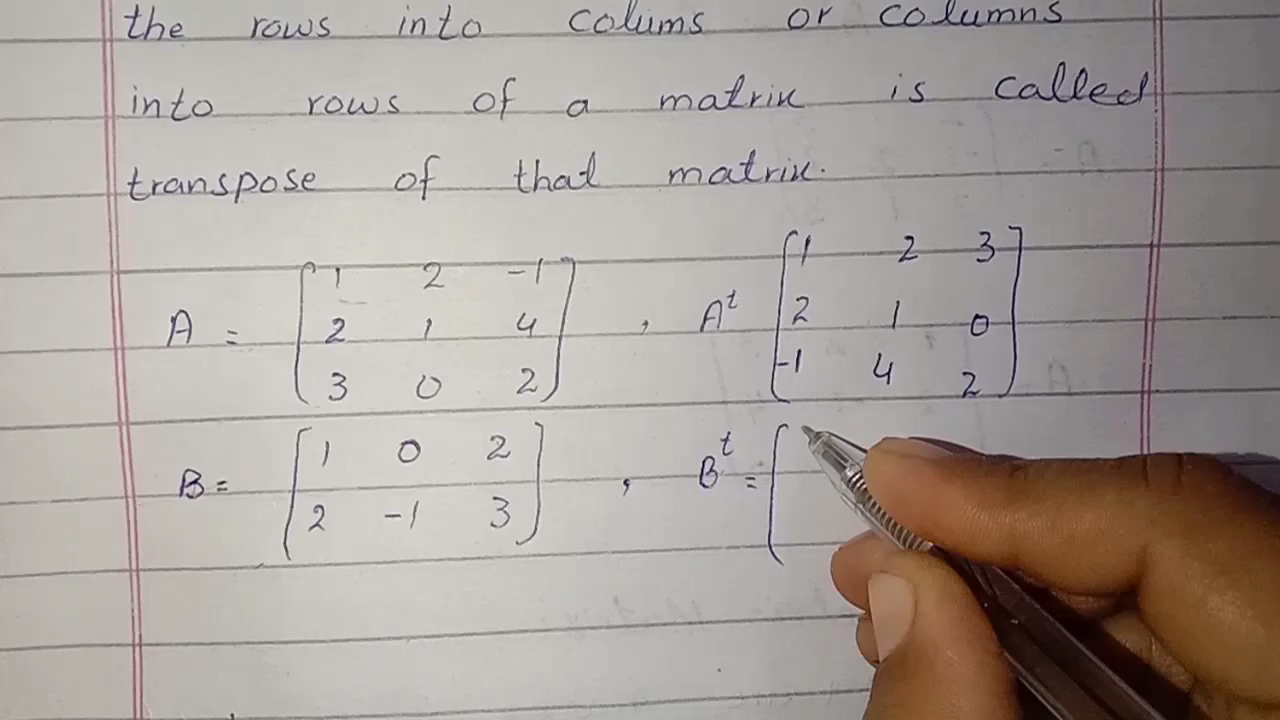 the rows into colums or columns
into rows of a matrix is called
transpose of that matrix.
A = [1 2 -1
2 1 4
3 0 2] , Aᵗ [1 2 3
2 1 0
-1 4 2]
B = [1 0 2
2 -1 3] , Bᵗ = [